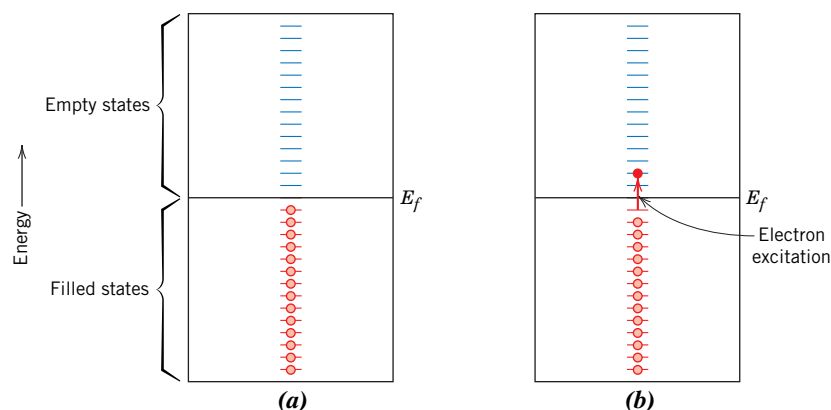 Empty states
Energy
Filled states
E_f
(a)
E_f
Electron
excitation
(b)